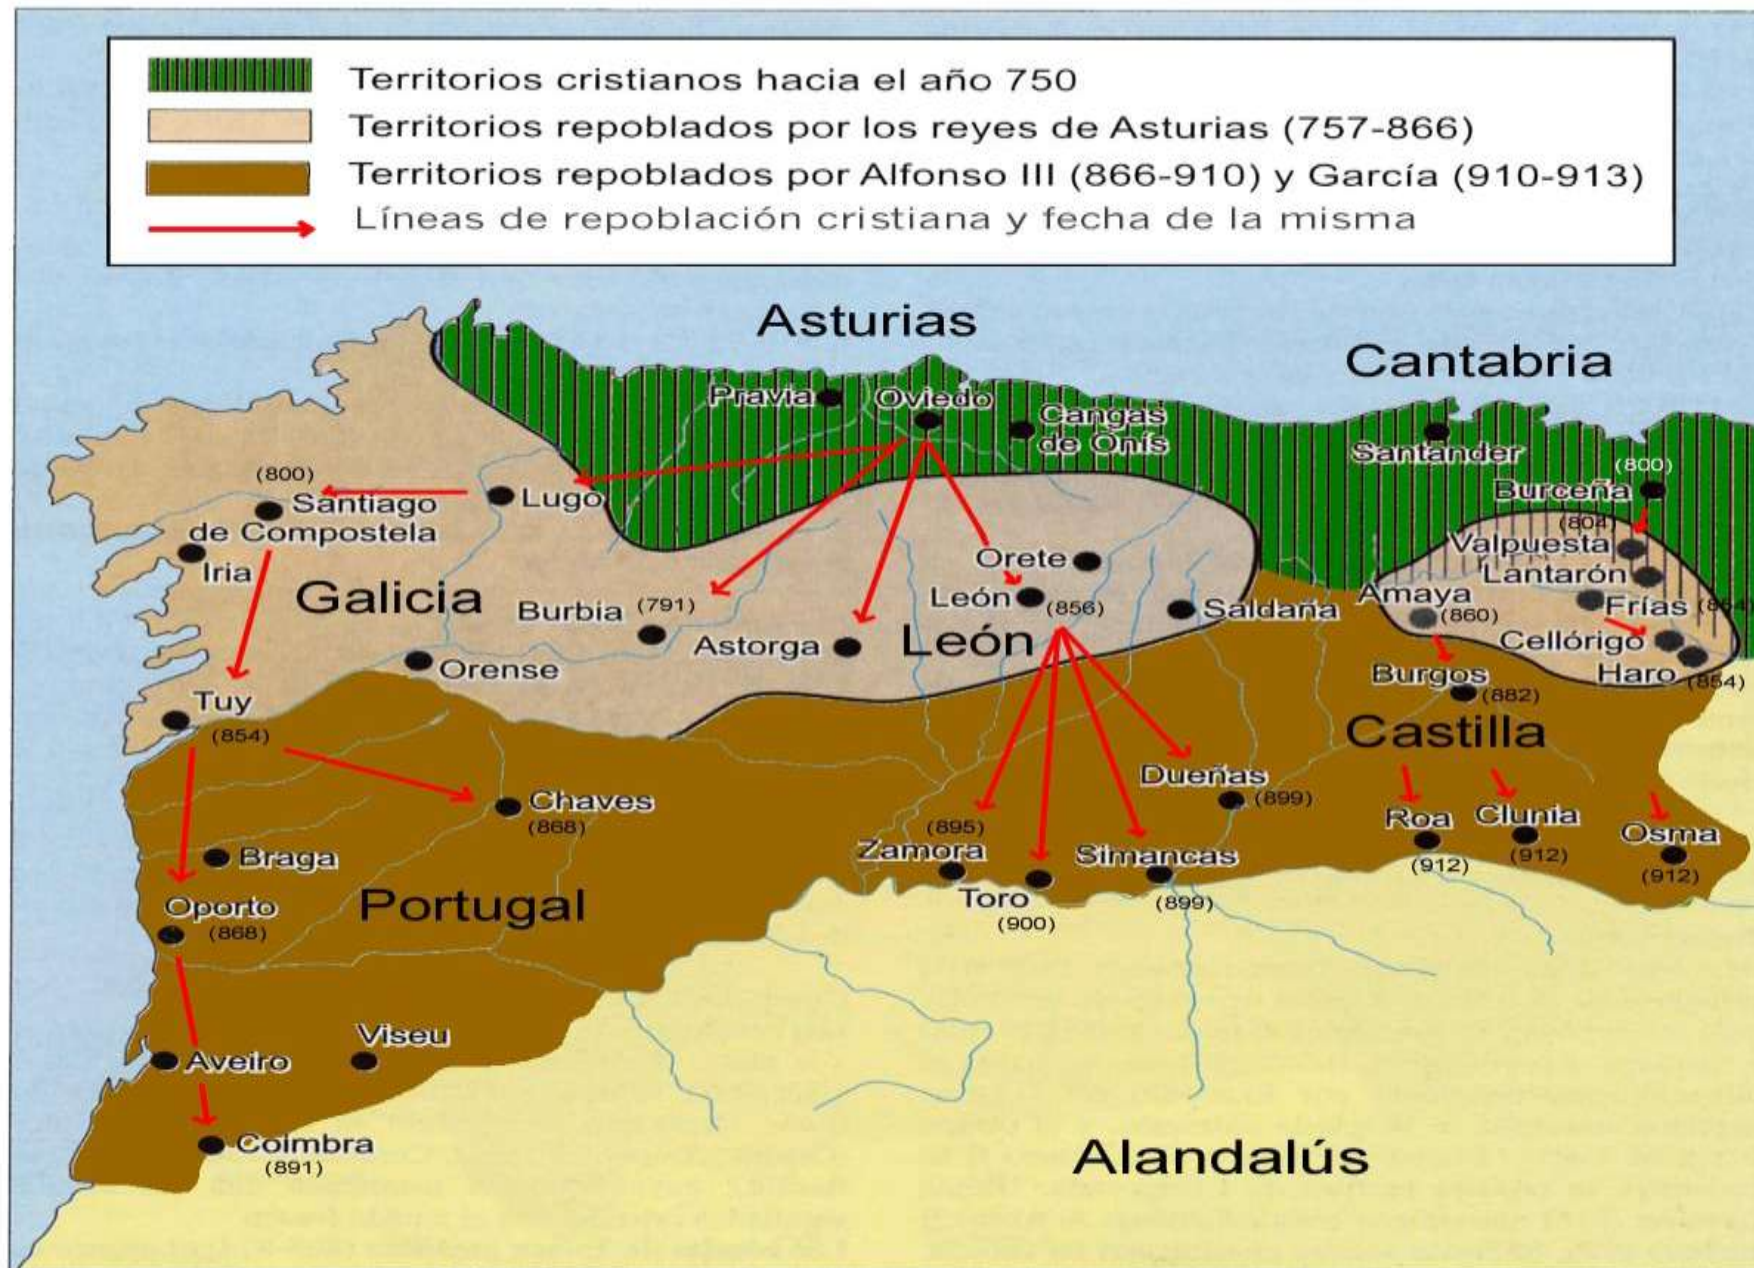 Territorios cristianos hacia el año 750
Territorios repoblados por los reyes de Asturias (757-866)
Territorios repoblados por Alfonso III (866-910) y García (910-913)
Líneas de repoblación cristiana y fecha de la misma
Asturias
Cantabria
Pravia
Oviedo
Cangas
de Onís
Santander
(800)
Burceña
(800)
Santiago
de Compostela
Lugo
(804)
Valpuesta
Iria
Orete
Lantarón
Galicia
Burbia (791)
León (856)
Saldaña
Amaya
(860)
Frías (864)
Astorga
León
Cellórigo
Orense
Burgos
(882)
Haro (854)
Tuy
(854)
Castilla
Dueñas
(899)
Chaves
(868)
(895)
Zamora
Simancas
(899)
Roa
(912)
Clunia
(912)
Osma
(912)
Braga
Toro
(900)
Oporto
(868)
Portugal
Viseu
Aveiro
Coimbra
(891)
Alandalús